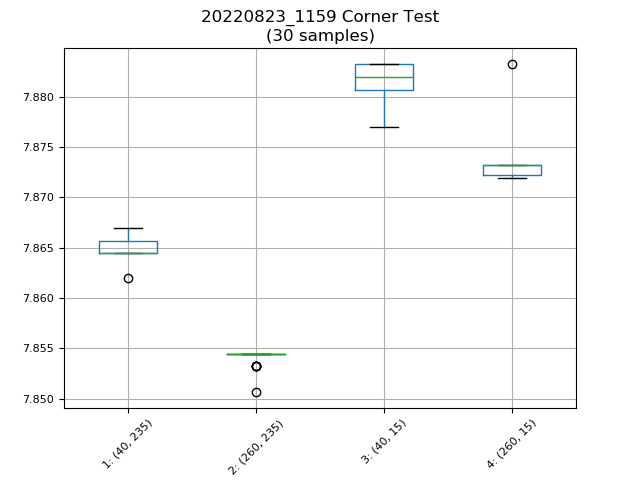 20220823_1159 Corner Test
(30 samples)
7.880
7.875
7.870
7.865
7.860
7.855
7.850
1: (40, 235)
2: (260, 235)
3: (40, 15)
4: (260, 15)